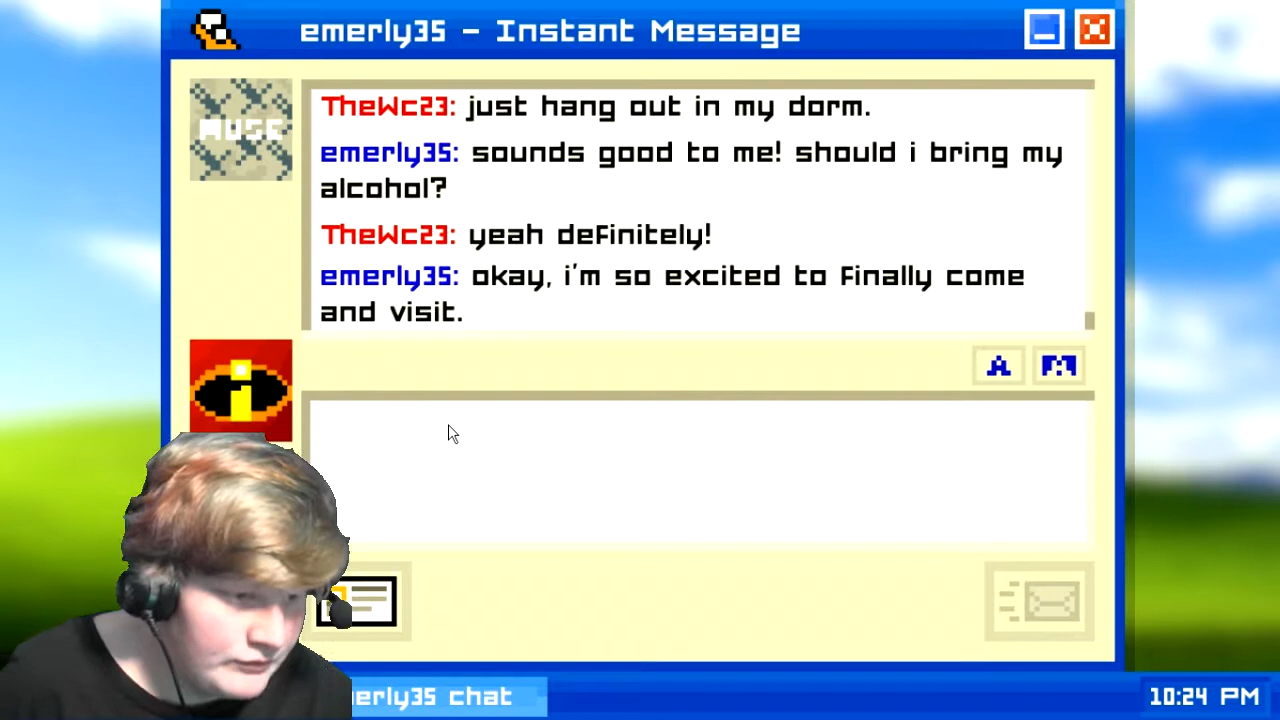 emerly35 - Instant Message
MUSE
TheWc23: just hang out in my dorm.
emerly35: sounds good to me! should i bring my
alcohol?
TheWc23: yeah definitely!
emerly35: okay, i'm so excited to finally come
and visit.
i
A
chat
10:24 PM